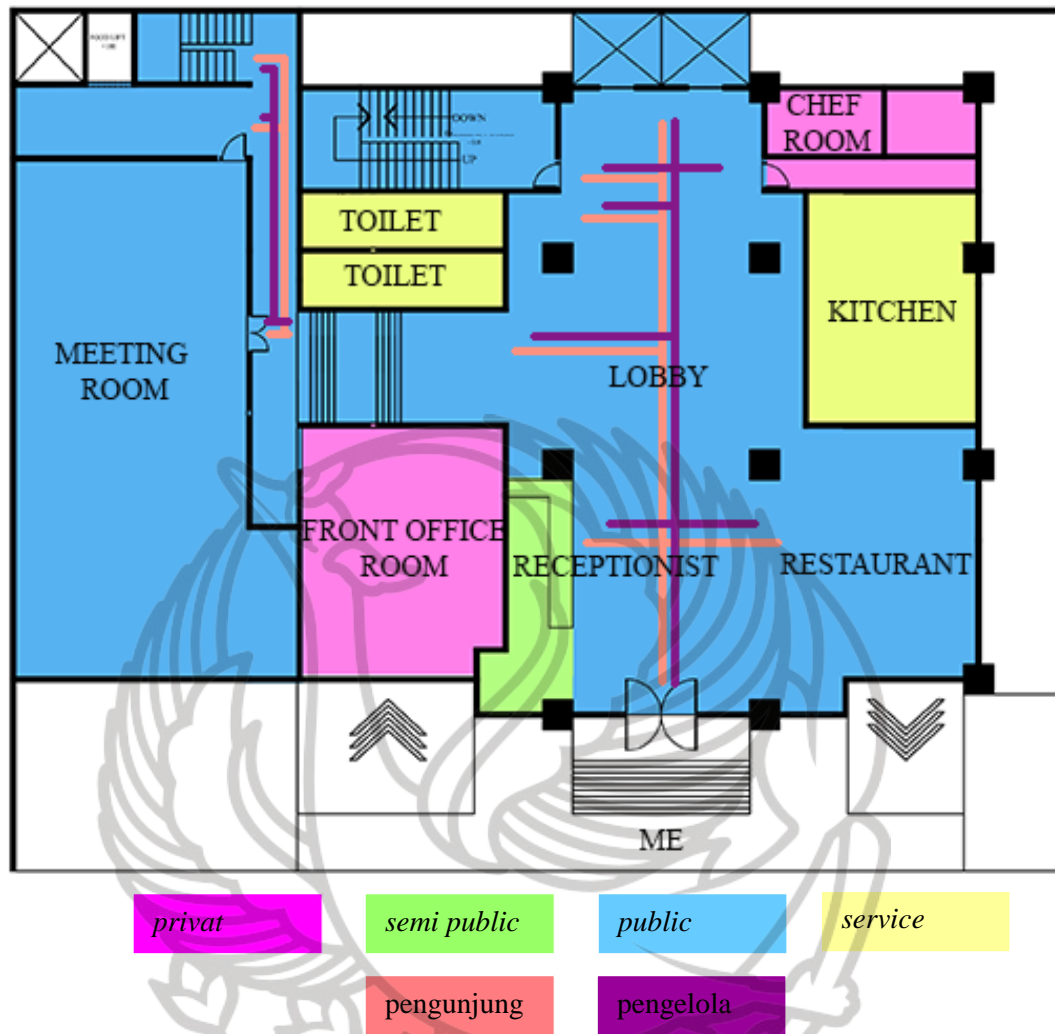 CHEF
ROOM
DOWN
UP
TOILET
TOILET
KITCHEN
MEETING
ROOM
LOBBY
FRONT OFFICE
ROOM
RECEPTIONIST
RESTAURANT
ME
privat
semi public
public
service
pengunjung
pengelola